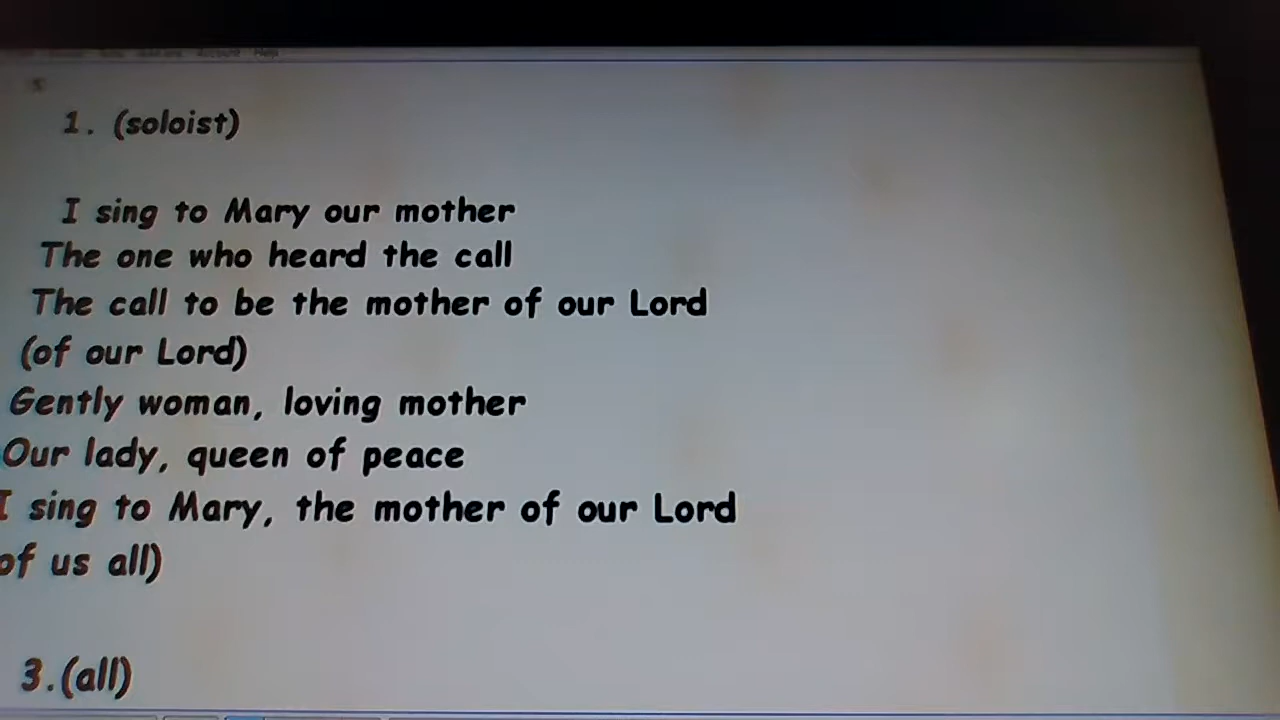 1. (soloist)
I sing to Mary our mother
The one who heard the call
The call to be the mother of our Lord
(of our Lord)
Gently woman, loving mother
Our lady, queen of peace
I sing to Mary, the mother of our Lord
of us all)
3.(all)